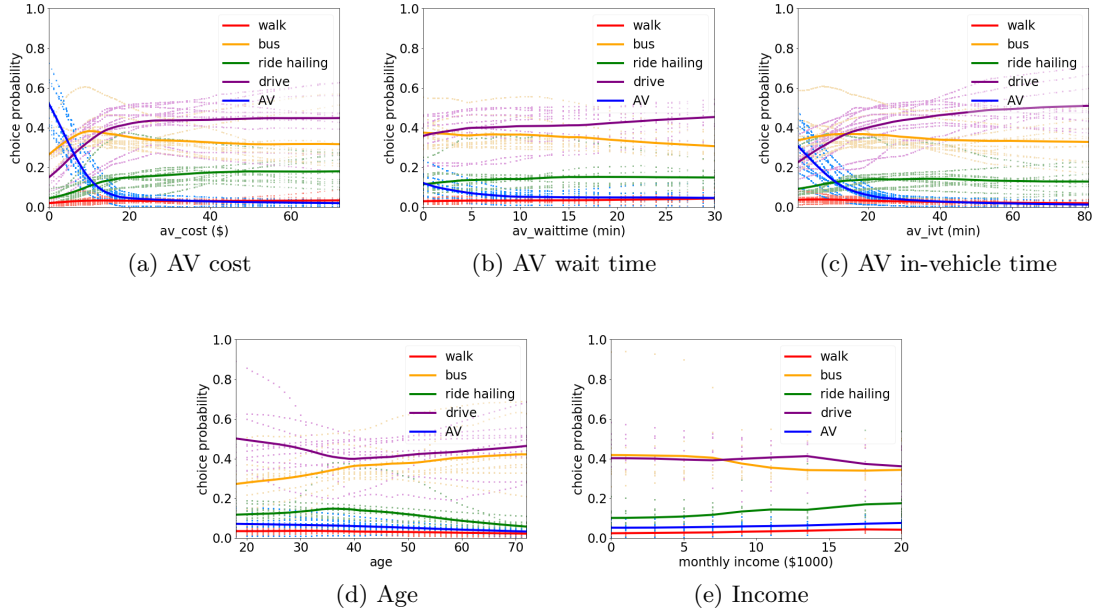 1.0
0.8
0.6
0.4
0.2
0.0
choice probability
0
20
40
60
av_cost ($)
walk
bus
ride hailing
drive
AV
(a) AV cost
1.0
0.8
0.6
0.4
0.2
0.0
choice probability
0
5
10
15
20
25
30
av_waittime (min)
walk
bus
ride hailing
drive
AV
(b) AV wait time
1.0
0.8
0.6
0.4
0.2
0.0
choice probability
20
40
60
80
av_ivt (min)
walk
bus
ride hailing
drive
AV
(c) AV in-vehicle time
1.0
0.8
0.6
0.4
0.2
0.0
choice probability
20
30
40
50
60
70
age
walk
bus
ride hailing
drive
AV
(d) Age
1.0
0.8
0.6
0.4
0.2
0.0
choice probability
0
5
10
15
20
monthly income ($1000)
walk
bus
ride hailing
drive
AV
(e) Income